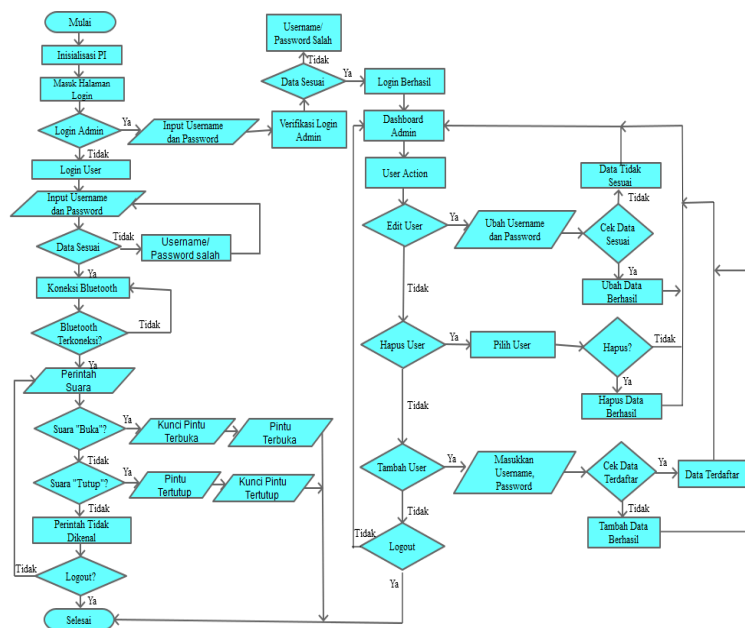 Mulai
Inisialisasi PI
Masuk Halaman
Login
Login Admin
Ya
Tidak
Input Username
dan Password
Verifikasi Login
Admin
Data Sesuai
Tidak
Username/
Password Salah
Ya
Login Berhasil
Dashboard
Admin
User Action
Login User
Input Username
dan Password
Data Sesuai
Tidak
Username/
Password salah
Ya
Koneksi Bluetooth
Bluetooth
Terkoneksi?
Tidak
Ya
Perintah
Suara
Suara "Buka"?
Ya
Kunci Pintu
Terbuka
Pintu
Terbuka
Tidak
Suara "Tutup"?
Ya
Pintu
Tertutup
Kunci Pintu
Tertutup
Tidak
Perintah Tidak
Dikenal
Logout?
Tidak
Ya
Selesai
Edit User
Ya
Ubah Username
dan Password
Cek Data
Sesuai
Tidak
Data Tidak
Sesuai
Ya
Ubah Data
Berhasil
Tidak
Hapus User
Ya
Pilih User
Hapus?
Tidak
Ya
Hapus Data
Berhasil
Tidak
Tambah User
Ya
Masukkan
Username,
Password
Cek Data
Terdaftar
Ya
Data Terdaftar
Tidak
Tambah Data
Berhasil
Tidak
Logout
Tidak
Ya